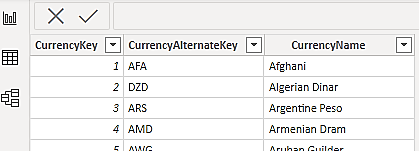 CurrencyKey CurrencyAlternateKey CurrencyName
1 AFA Afghani
2 DZD Algerian Dinar
3 ARS Argentine Peso
4 AMD Armenian Dram
5 AWG Aruban Guilder